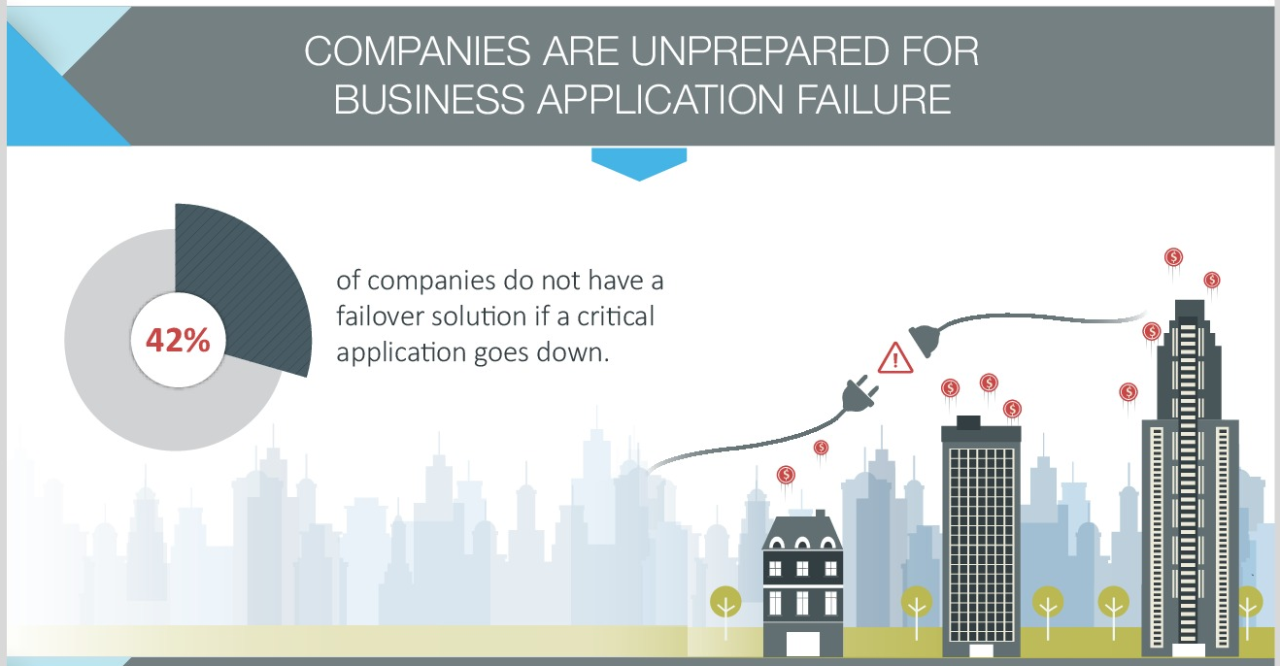 COMPANIES ARE UNPREPARED FOR
BUSINESS APPLICATION FAILURE
42%
of companies do not have a
failover solution if a critical
application goes down.
!
$
$
$
$
$
$
$
$
$